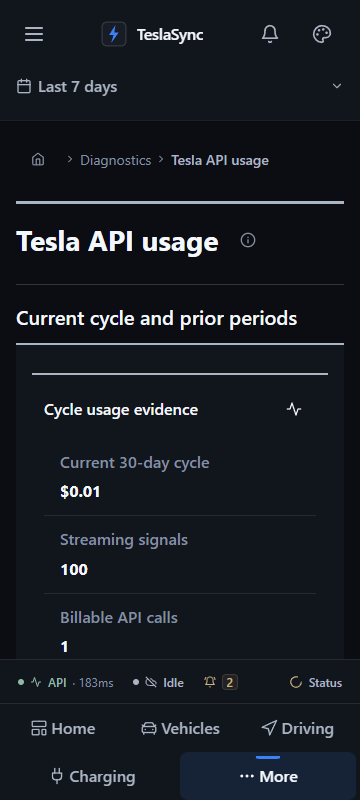 TeslaSync
Last 7 days
Diagnostics > Tesla API usage
Tesla API usage
Current cycle and prior periods
Cycle usage evidence
Current 30-day cycle
$0.01
Streaming signals
100
Billable API calls
1
API · 183ms Idle 2 Status
Home Vehicles Driving
Charging More